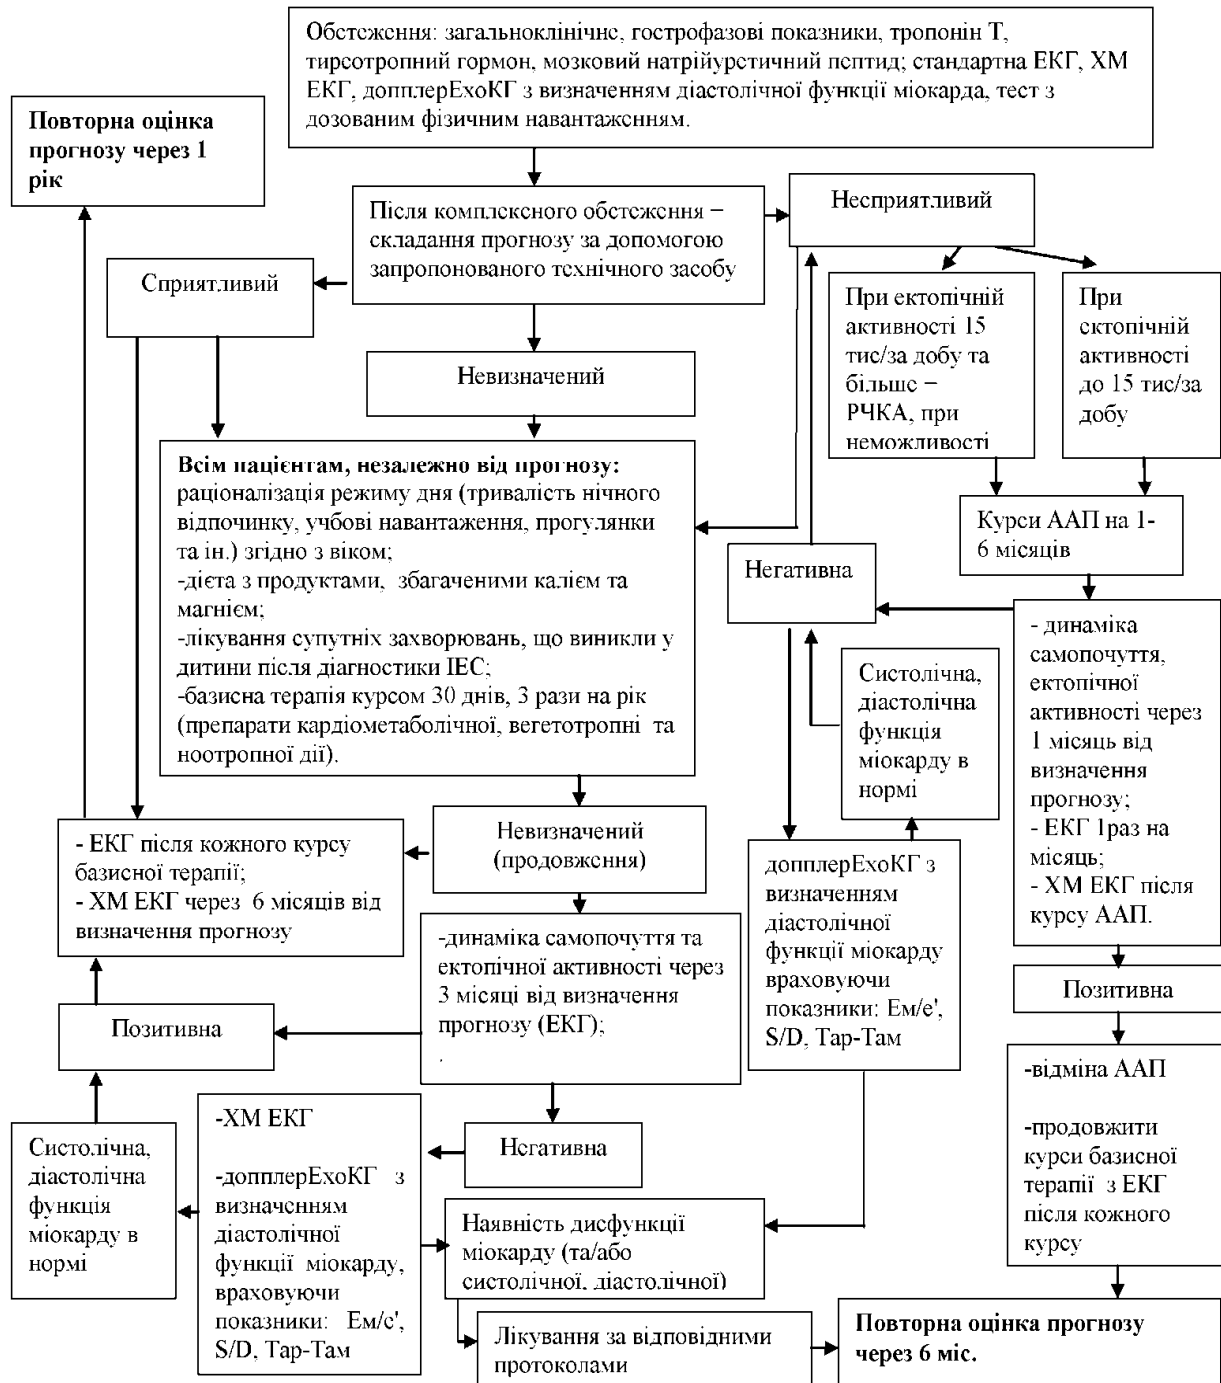 Обстеження: загальноклінічне, гострофазові показники, тропонін Т,
тиреотропний гормон, мозковий натрійуретичний пептид; стандартна ЕКГ, ХМ
ЕКГ, допплерЕхоКГ з визначенням діастолічної функції міокарда, тест з
дозованим фізичним навантаженням.
Повторна оцінка
прогнозу через 1
рік
Після комплексного обстеження –
складання прогнозу за допомогою
запропонованого технічного засобу
Несприятливий
Сприятливий
Невизначений
При ектопічній
активності 15
тис/за добу та
більше –
РЧКА, при
неможливості
При
ектопічній
активності
до 15 тис/за
добу
Всім пацієнтам, незалежно від прогнозу:
раціоналізація режиму дня (тривалість нічного
відпочинку, учбові навантаження, прогулянки
та ін.) згідно з віком;
-дієта з продуктами, збагаченими калієм та
магнієм;
-лікування супутніх захворювань, що виникли у
дитини після діагностики ІЕС;
-базисна терапія курсом 30 днів, 3 рази на рік
(препарати кардіометаболічної, вегетотропні та
ноотропної дії).
Курси ААП на 1-
6 місяців
Негативна
Систолічна,
діастолічна
функція
міокарду в
нормі
- динаміка
самопочуття,
ектопічної
активності через
1 місяць від
визначення
прогнозу;
- ЕКГ 1раз на
місяць;
- ХМ ЕКГ після
курсу ААП.
Невизначений
(продовження)
- ЕКГ після кожного курсу
базисної терапії;
- ХМ ЕКГ через 6 місяців від
визначення прогнозу
допплерЕхоКГ з
визначенням
діастолічної
функції міокарду
враховуючи
показники: Ем/е',
S/D, Тар-Там
-динаміка самопочуття та
ектопічної активності через
3 місяці від визначення
прогнозу (ЕКГ);
.
Позитивна
Позитивна
-відміна ААП
-продовжити
курси базисної
терапії з ЕКГ
після кожного
курсу
Негативна
-ХМ ЕКГ
-допплерЕхоКГ з
визначенням
діастолічної
функції міокарду,
враховуючи
показники: Ем/е',
S/D, Тар-Там
Систолічна,
діастолічна
функція
міокарду в
нормі
Наявність дисфункції
міокарду (та/або
систолічної, діастолічної)
Лікування за відповідними
протоколами
Повторна оцінка прогнозу
через 6 міс.